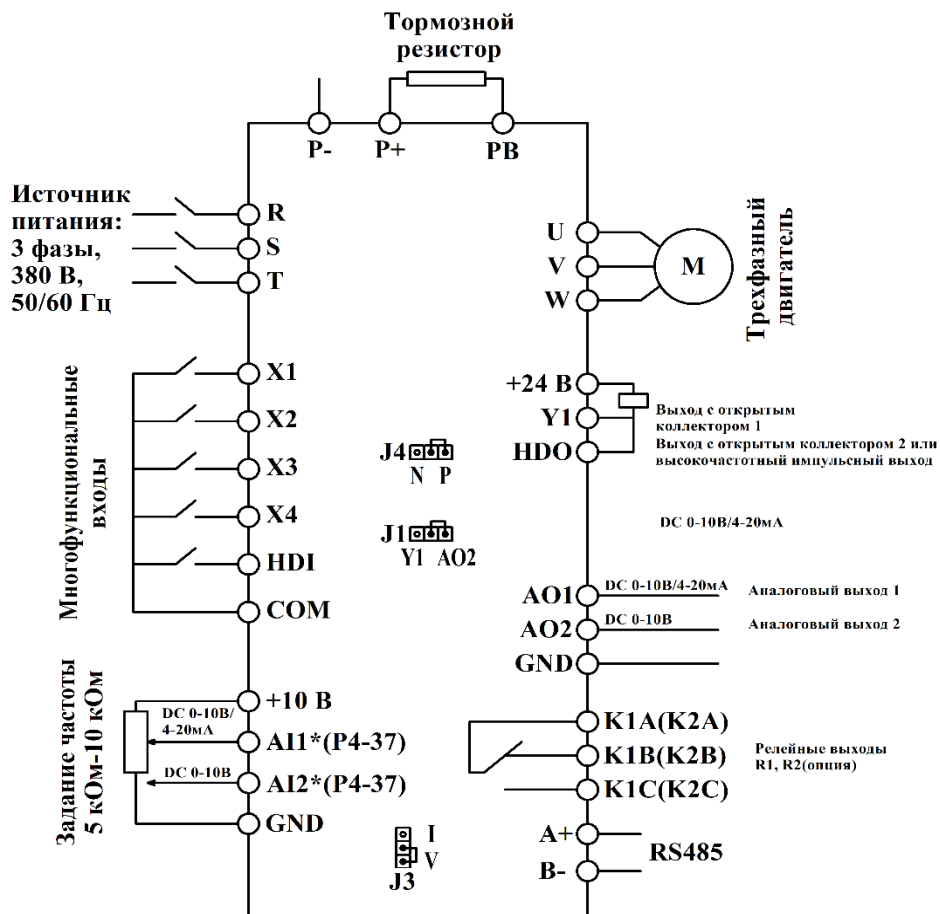 Тормозной
резистор
P-
P+
PB
Источник
питания:
3 фазы,
380 В,
50/60 Гц
R
S
T
U
V
W
M
Трехфазный
двигатель
Многофункциональные
входы
X1
X2
X3
X4
HDI
COM
J4
N P
J1
Y1 AO2
+24 В
Y1
HDO
Выход с открытым
коллектором 1
Выход с открытым коллектором 2 или
высокочастотный импульсный выход
DC 0-10В/4-20мА
AO1
DC 0-10В/4-20мА
Аналоговый выход 1
AO2
DC 0-10В
Аналоговый выход 2
GND
Задание частоты
5 кОм-10 кОм
+10 В
DC 0-10В/
4-20мА
AI1*(P4-37)
DC 0-10В
AI2*(P4-37)
GND
I
V
J3
K1A(K2A)
K1B(K2B)
K1C(K2C)
Релейные выходы
R1, R2(опция)
A+
B-
RS485